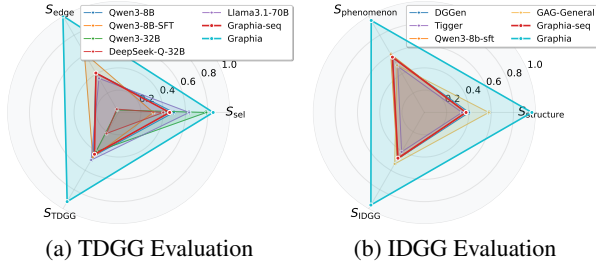 S_edge
Qwen3-8B
Qwen3-8B-SFT
Qwen3-32B
DeepSeek-Q-32B
Llama3.1-70B
Graphia-seq
Graphia
0.2
0.4
0.6
0.8
1.0
S_sel
S_TDGG
(a) TDGG Evaluation
S_phenomenon
DGGen
Tigger
Qwen3-8b-sft
GAG-General
Graphia-seq
Graphia
0.2
0.4
0.6
0.8
1.0
S_structure
S_IDGG
(b) IDGG Evaluation